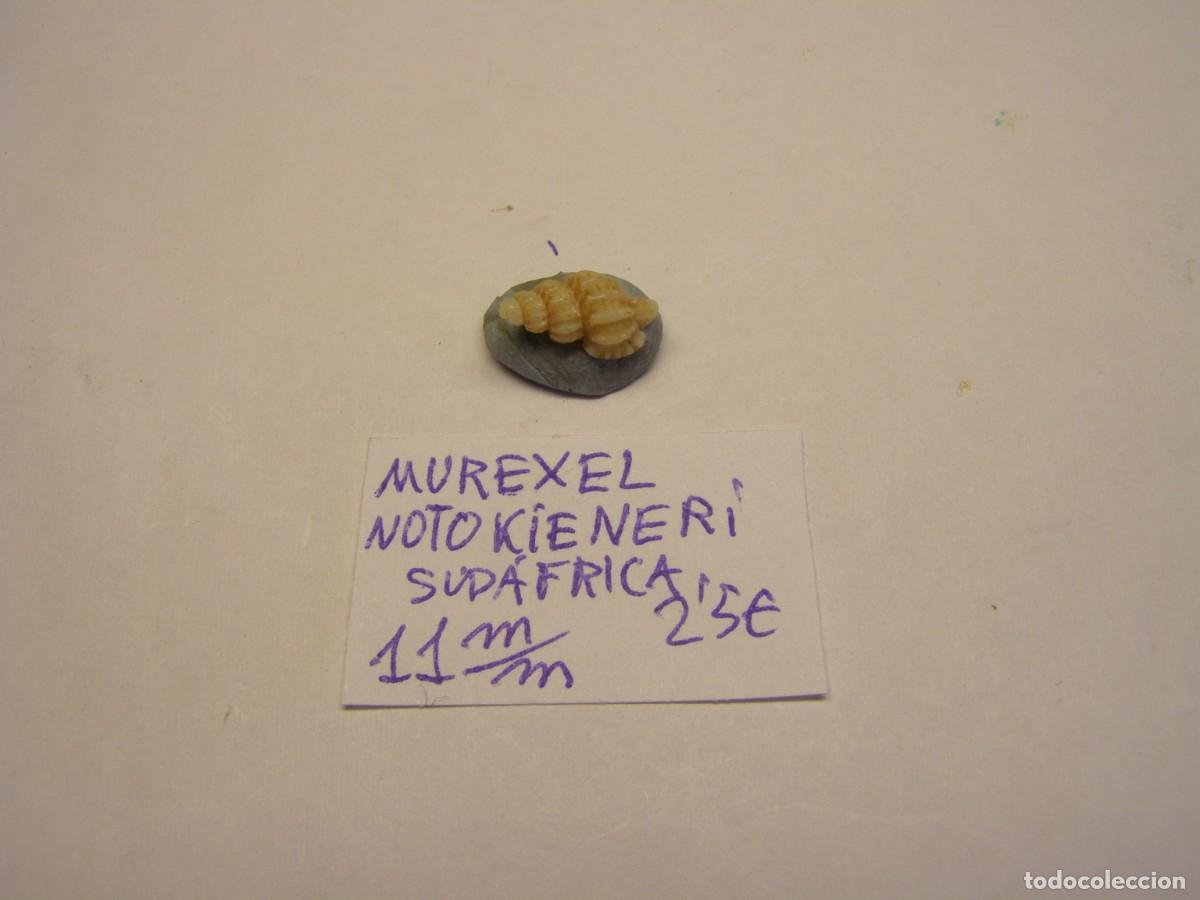 MUREXEL
NOTOKiENERi
SUDÁFRICA
11 m/m 2'5€
todocoleccion